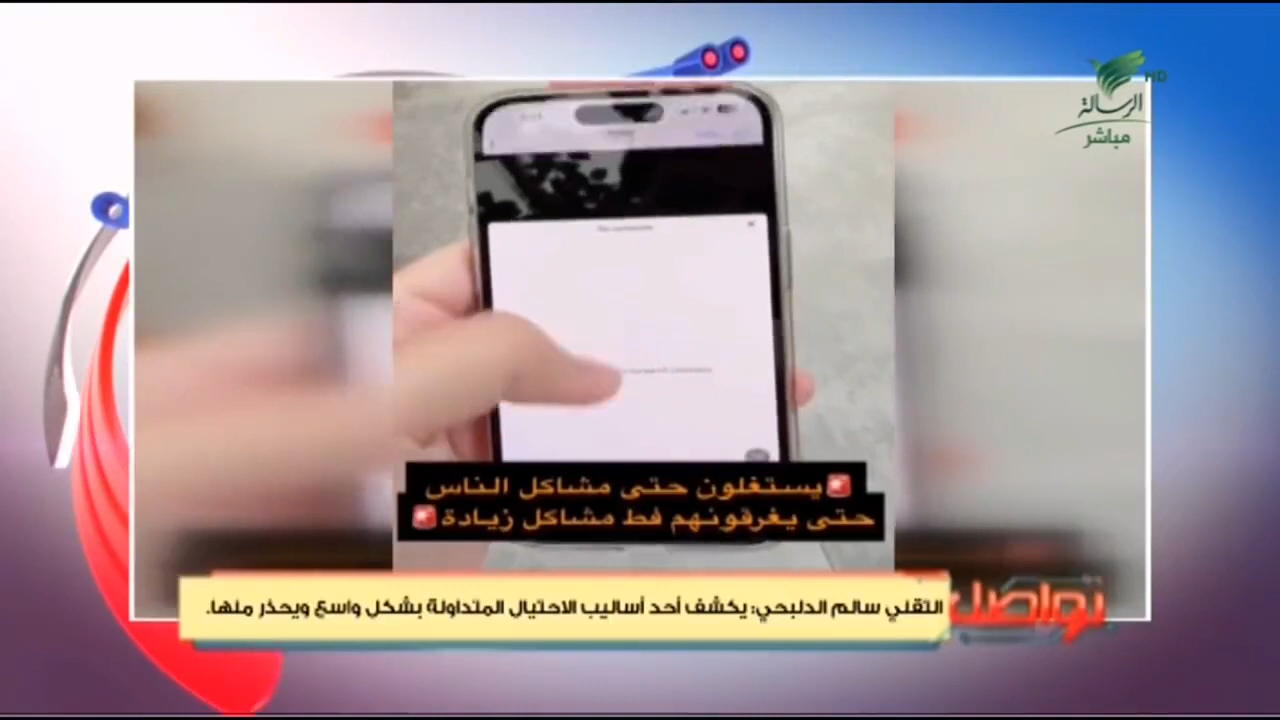 HD
الرسالة
مباشر
🚨يستغلون حتى مشاكل الناس
حتى يغرقونهم فط مشاكل زيادة🚨
التقني سالم الدلبحي: يكشف أحد أساليب الاحتيال المتداولة بشكل واسع ويحذر منها.
تواصل